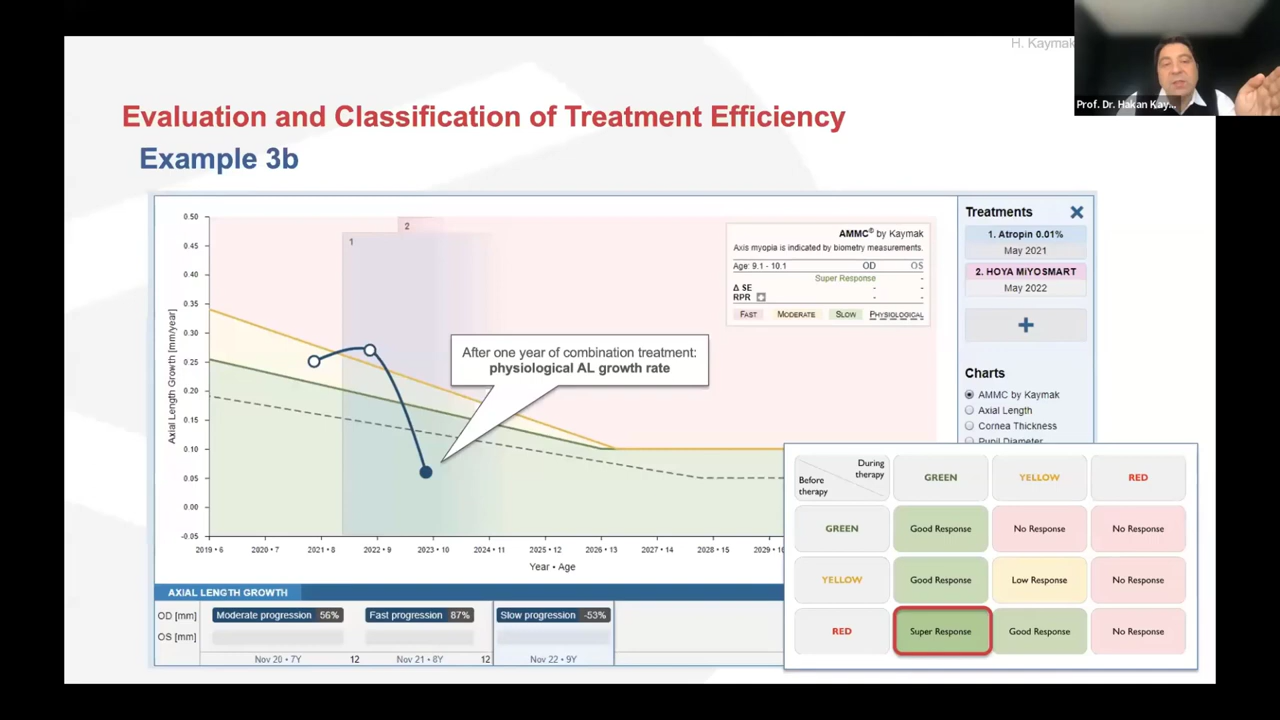 H. Kaymak
Prof. Dr. Hakan Kay...
Evaluation and Classification of Treatment Efficiency
Example 3b
Axial Length Growth [mm/year]
0.50
0.45
0.40
0.35
0.30
0.25
0.20
0.15
0.10
0.05
0.00
-0.05
1
2
2019 • 6
2020 • 7
2021 • 8
2022 • 9
2023 • 10
2024 • 11
2025 • 12
2026 • 13
2027 • 14
2028 • 15
2029 • 16
Year • Age
AMMC® by Kaymak
Axis myopia is indicated by biometry measurements.
Age: 9.1 - 10.1 OD OS
Super Response -
Δ SE - -
RPR - -
FAST MODERATE SLOW PHYSIOLOGICAL
After one year of combination treatment:
physiological AL growth rate
Treatments
1. Atropin 0.01%
May 2021
2. HOYA MiYOSMART
May 2022
+
Charts
AMMC by Kaymak
Axial Length
Cornea Thickness
Pupil Diameter
AXIAL LENGTH GROWTH
OD [mm] Moderate progression 56% Fast progression 87% Slow progression -53%
OS [mm]
Nov 20 • 7Y 12 Nov 21 • 8Y 12 Nov 22 • 9Y
During therapy
Before therapy
GREEN YELLOW RED
GREEN Good Response No Response No Response
YELLOW Good Response Low Response No Response
RED Super Response Good Response No Response